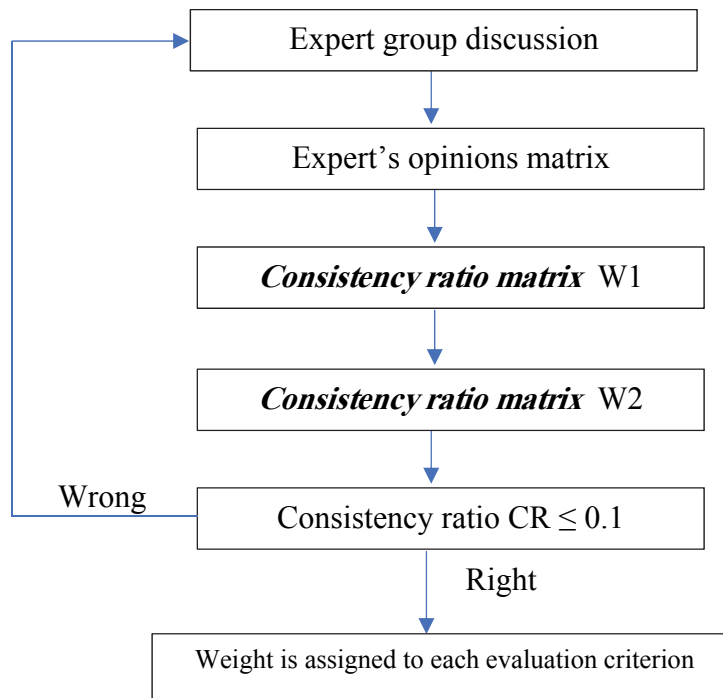 Expert group discussion
Expert’s opinions matrix
Consistency ratio matrix W1
Consistency ratio matrix W2
Wrong
Consistency ratio CR ≤ 0.1
Right
Weight is assigned to each evaluation criterion